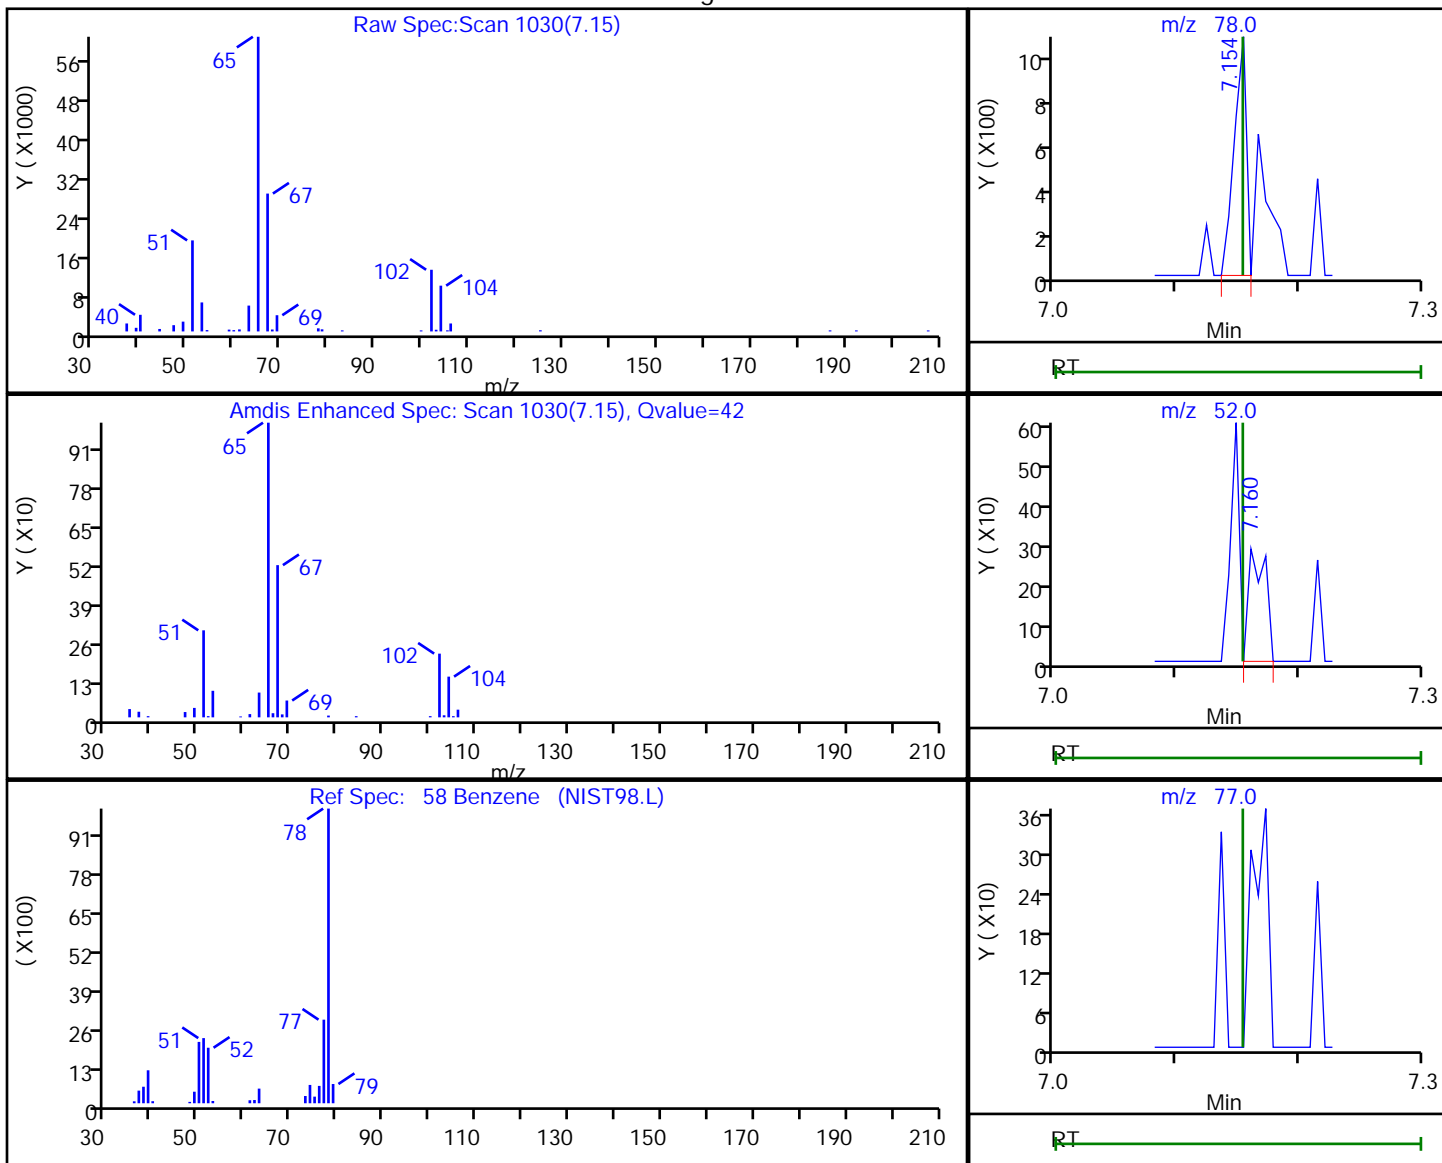 Raw Spec:Scan 1030(7.15)
Y ( X1000)
56
48
40
32
24
16
8
0
65
67
51
102
104
40
69
30 50 70 90 110 130 150 170 190 210
m/z
m/z 78.0
Y ( X100)
10
8
6
4
2
0
7.154
7.0 7.3
Min
RT
Amdis Enhanced Spec: Scan 1030(7.15), Qvalue=42
Y ( X10)
91
78
65
52
39
26
13
0
65
67
51
102
104
69
30 50 70 90 110 130 150 170 190 210
m/z
m/z 52.0
Y ( X10)
60
50
40
30
20
10
0
7.160
7.0 7.3
Min
RT
Ref Spec: 58 Benzene (NIST98.L)
( X100)
91
78
65
52
39
26
13
0
78
77
51
52
79
30 50 70 90 110 130 150 170 190 210
m/z 77.0
Y ( X10)
36
30
24
18
12
6
0
7.0 7.3
Min
RT